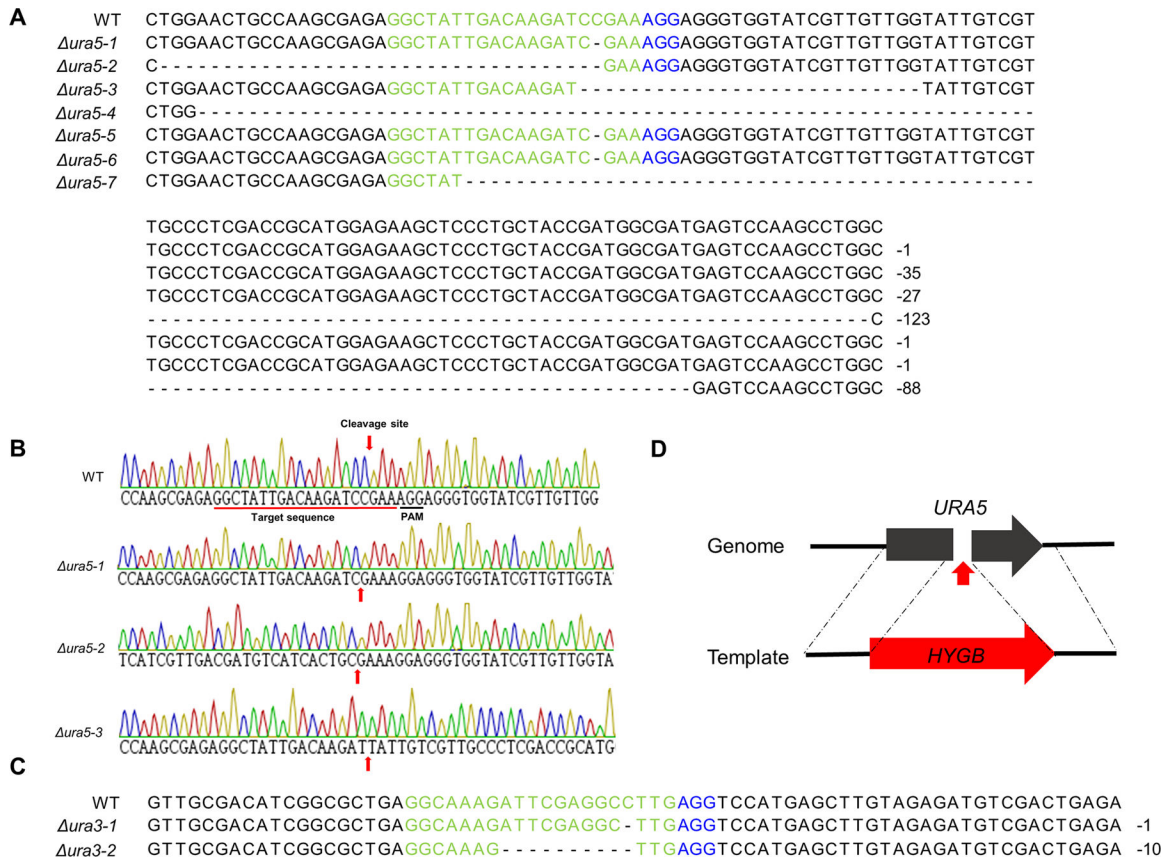 A
WT CTGGAACTGCCAAGCGAGAGGCTATTGACAAGATCCGAAAGGAGGGTGGTATCGTTGTTGGTATTGTCGT
Δura5-1 CTGGAACTGCCAAGCGAGAGGCTATTGACAAGATC-GAAAGGAGGGTGGTATCGTTGTTGGTATTGTCGT
Δura5-2 C-----------------------------------GAAAGGAGGGTGGTATCGTTGTTGGTATTGTCGT
Δura5-3 CTGGAACTGCCAAGCGAGAGGCTATTGACAAGAT---------------------------TATTGTCGT
Δura5-4 CTGG------------------------------------------------------------------
Δura5-5 CTGGAACTGCCAAGCGAGAGGCTATTGACAAGATC-GAAAGGAGGGTGGTATCGTTGTTGGTATTGTCGT
Δura5-6 CTGGAACTGCCAAGCGAGAGGCTATTGACAAGATC-GAAAGGAGGGTGGTATCGTTGTTGGTATTGTCGT
Δura5-7 CTGGAACTGCCAAGCGAGAGGCTAT---------------------------------------------
TGCCCTCGACCGCATGGAGAAGCTCCCTGCTACCGATGGCGATGAGTCCAAGCCTGGC
TGCCCTCGACCGCATGGAGAAGCTCCCTGCTACCGATGGCGATGAGTCCAAGCCTGGC -1
TGCCCTCGACCGCATGGAGAAGCTCCCTGCTACCGATGGCGATGAGTCCAAGCCTGGC -35
TGCCCTCGACCGCATGGAGAAGCTCCCTGCTACCGATGGCGATGAGTCCAAGCCTGGC -27
---------------------------------------------------------C -123
TGCCCTCGACCGCATGGAGAAGCTCCCTGCTACCGATGGCGATGAGTCCAAGCCTGGC -1
TGCCCTCGACCGCATGGAGAAGCTCCCTGCTACCGATGGCGATGAGTCCAAGCCTGGC -1
-------------------------------------------GAGTCCAAGCCTGGC -88
B
Cleavage site
WT
CCAAGCGAGAGGCTATTGACAAGATCCGAAAGGAGGGTGGTATCGTTGTTGG
Target sequence PAM
Δura5-1
CCAAGCGAGAGGCTATTGACAAGATCGAAAGGAGGGTGGTATCGTTGTTGGTA
Δura5-2
TCATCGTTGACGATGTCATCACTGCGAAAGGAGGGTGGTATCGTTGTTGGTA
Δura5-3
CCAAGCGAGAGGCTATTGACAAGATTATTGTCGTTGCCCTCGACCGCATG
D
URA5
Genome
Template HYGB
C
WT GTTGCGACATCGGCGCTGAGGCAAAGATTCGAGGCCTTGAGGTCCATGAGCTTGTAGAGATGTCGACTGAGA
Δura3-1 GTTGCGACATCGGCGCTGAGGCAAAGATTCGAGGC-TTGAGGTCCATGAGCTTGTAGAGATGTCGACTGAGA -1
Δura3-2 GTTGCGACATCGGCGCTGAGGCAAAG----------TTGAGGTCCATGAGCTTGTAGAGATGTCGACTGAGA -10